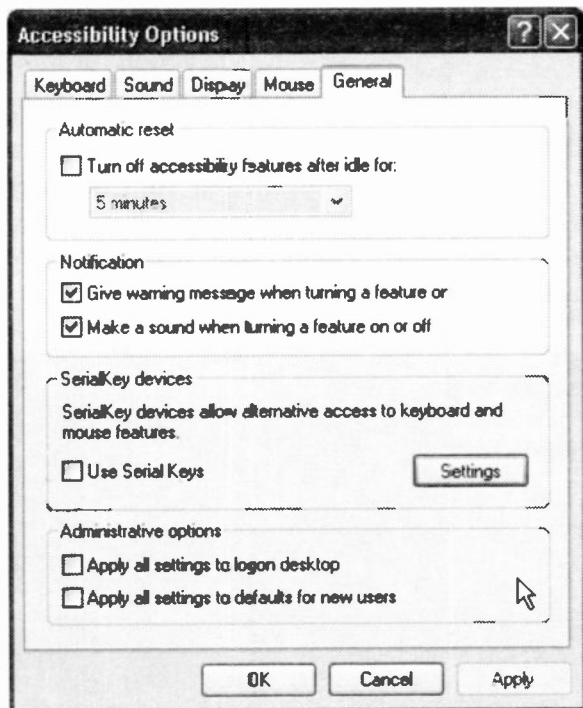 Accessibility Options
Keyboard Sound Display Mouse General
Automatic reset
Turn off accessibility features after idle for:
5 minutes
Notification
Give warning message when turning a feature or
Make a sound when turning a feature on or off
SerialKey devices
SerialKey devices allow alternative access to keyboard and
mouse features.
Use Serial Keys Settings
Administrative options
Apply all settings to logon desktop
Apply all settings to defaults for new users
OK Cancel Apply